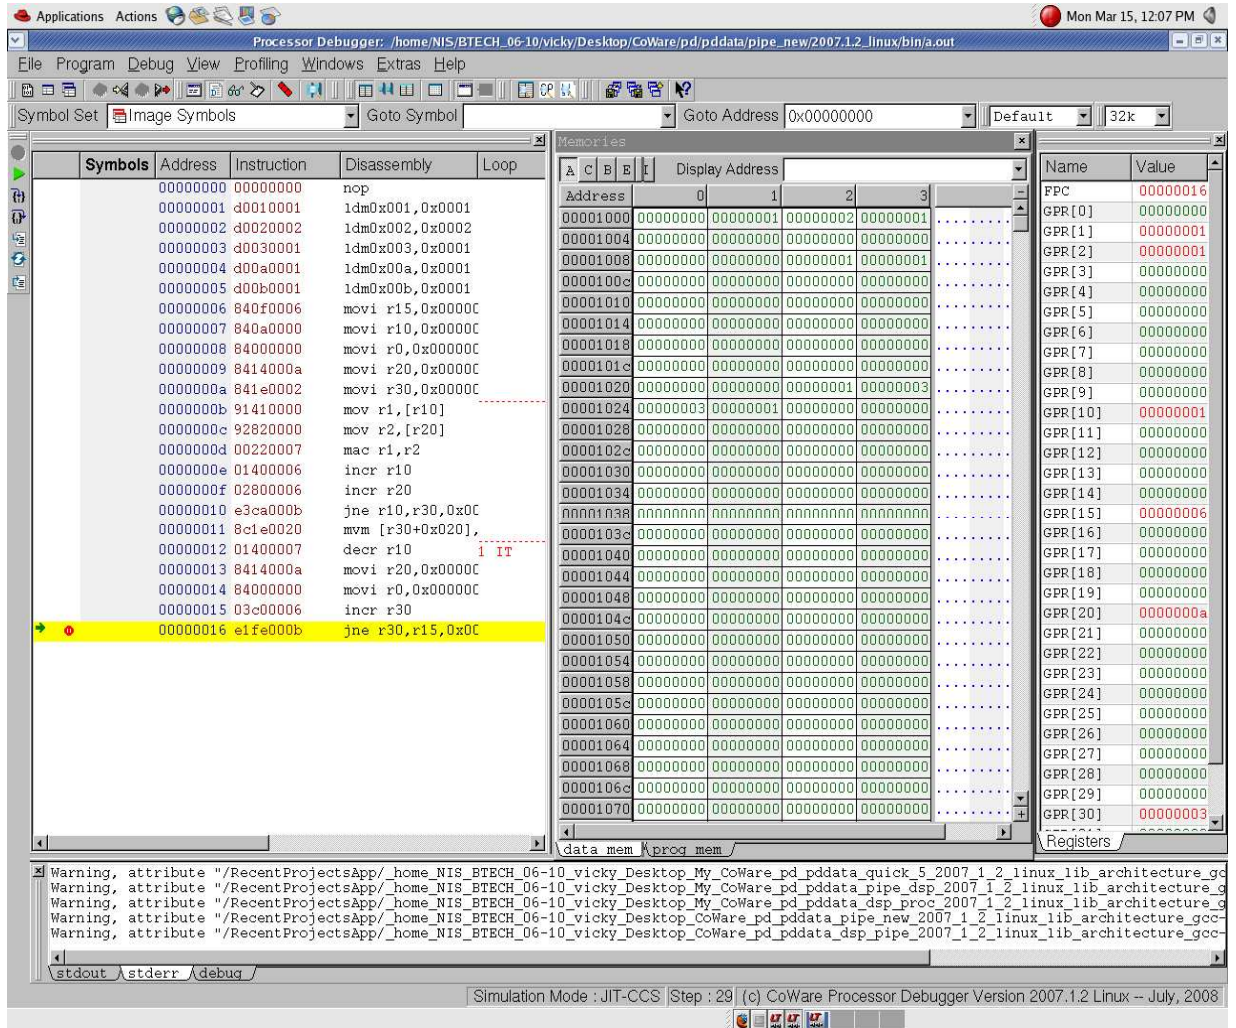 Applications Actions Mon Mar 15, 12:07 PM
Processor Debugger: /home/NIS/BTECH_06-10/vicky/Desktop/CoWare/pd/pddata/pipe_new/2007.1.2_linux/bin/a.out
File Program Debug View Profiling Windows Extras Help
Symbol Set Image Symbols Goto Symbol Goto Address 0x00000000 Default 32k
Symbols Address Instruction Disassembly Loop
00000000 00000000 nop
00000001 d0010001 ldm0x001,0x0001
00000002 d0020002 ldm0x002,0x0002
00000003 d0030001 ldm0x003,0x0001
00000004 d00a0001 ldm0x00a,0x0001
00000005 d00b0001 ldm0x00b,0x0001
00000006 840f0006 movi r15,0x0000
00000007 840a0000 movi r10,0x0000
00000008 84000000 movi r0,0x00000
00000009 8414000a movi r20,0x0000
0000000a 841e0002 movi r30,0x0000
0000000b 91410000 mov r1,[r10]
0000000c 92820000 mov r2,[r20]
0000000d 00220007 mac r1,r2
0000000e 01400006 incr r10
0000000f 02800006 incr r20
00000010 e3ca000b jne r10,r30,0x0
00000011 8c1e0020 mvm [r30+0x020],
00000012 01400007 decr r10 1 IT
00000013 8414000a movi r20,0x0000
00000014 84000000 movi r0,0x00000
00000015 03c00006 incr r30
00000016 e1fe000b jne r30,r15,0x0
Memories
A C B E I Display Address
Address 0 1 2 3
00001000 00000000 00000001 00000002 00000001
00001004 00000000 00000000 00000000 00000000
00001008 00000000 00000000 00000001 00000001
0000100c 00000000 00000000 00000000 00000000
00001010 00000000 00000000 00000000 00000000
00001014 00000000 00000000 00000000 00000000
00001018 00000000 00000000 00000000 00000000
0000101c 00000000 00000000 00000000 00000000
00001020 00000000 00000000 00000001 00000003
00001024 00000003 00000001 00000000 00000000
00001028 00000000 00000000 00000000 00000000
0000102c 00000000 00000000 00000000 00000000
00001030 00000000 00000000 00000000 00000000
00001034 00000000 00000000 00000000 00000000
00001038 00000000 00000000 00000000 00000000
0000103c 00000000 00000000 00000000 00000000
00001040 00000000 00000000 00000000 00000000
00001044 00000000 00000000 00000000 00000000
00001048 00000000 00000000 00000000 00000000
0000104c 00000000 00000000 00000000 00000000
00001050 00000000 00000000 00000000 00000000
00001054 00000000 00000000 00000000 00000000
00001058 00000000 00000000 00000000 00000000
0000105c 00000000 00000000 00000000 00000000
00001060 00000000 00000000 00000000 00000000
00001064 00000000 00000000 00000000 00000000
00001068 00000000 00000000 00000000 00000000
0000106c 00000000 00000000 00000000 00000000
00001070 00000000 00000000 00000000 00000000
data mem prog mem
Name Value
FPC 00000016
GPR[0] 00000000
GPR[1] 00000001
GPR[2] 00000001
GPR[3] 00000000
GPR[4] 00000000
GPR[5] 00000000
GPR[6] 00000000
GPR[7] 00000000
GPR[8] 00000000
GPR[9] 00000000
GPR[10] 00000001
GPR[11] 00000000
GPR[12] 00000000
GPR[13] 00000000
GPR[14] 00000000
GPR[15] 00000006
GPR[16] 00000000
GPR[17] 00000000
GPR[18] 00000000
GPR[19] 00000000
GPR[20] 0000000a
GPR[21] 00000000
GPR[22] 00000000
GPR[23] 00000000
GPR[24] 00000000
GPR[25] 00000000
GPR[26] 00000000
GPR[27] 00000000
GPR[28] 00000000
GPR[29] 00000000
GPR[30] 00000003
Registers
Warning, attribute "/RecentProjectsApp/_home_NIS_BTECH_06-10_vicky_Desktop_My_CoWare_pd_pddata_quick_5_2007_1_2_linux_lib_architecture_gc
Warning, attribute "/RecentProjectsApp/_home_NIS_BTECH_06-10_vicky_Desktop_My_CoWare_pd_pddata_pipe_dsp_2007_1_2_linux_lib_architecture_g
Warning, attribute "/RecentProjectsApp/_home_NIS_BTECH_06-10_vicky_Desktop_My_CoWare_pd_pddata_dsp_proc_2007_1_2_linux_lib_architecture_g
Warning, attribute "/RecentProjectsApp/_home_NIS_BTECH_06-10_vicky_Desktop_CoWare_pd_pddata_pipe_new_2007_1_2_linux_lib_architecture_gcc-
Warning, attribute "/RecentProjectsApp/_home_NIS_BTECH_06-10_vicky_Desktop_CoWare_pd_pddata_dsp_pipe_2007_1_2_linux_lib_architecture_gcc-
stdout stderr debug
Simulation Mode : JIT-CCS Step : 29 (c) CoWare Processor Debugger Version 2007.1.2 Linux -- July, 2008